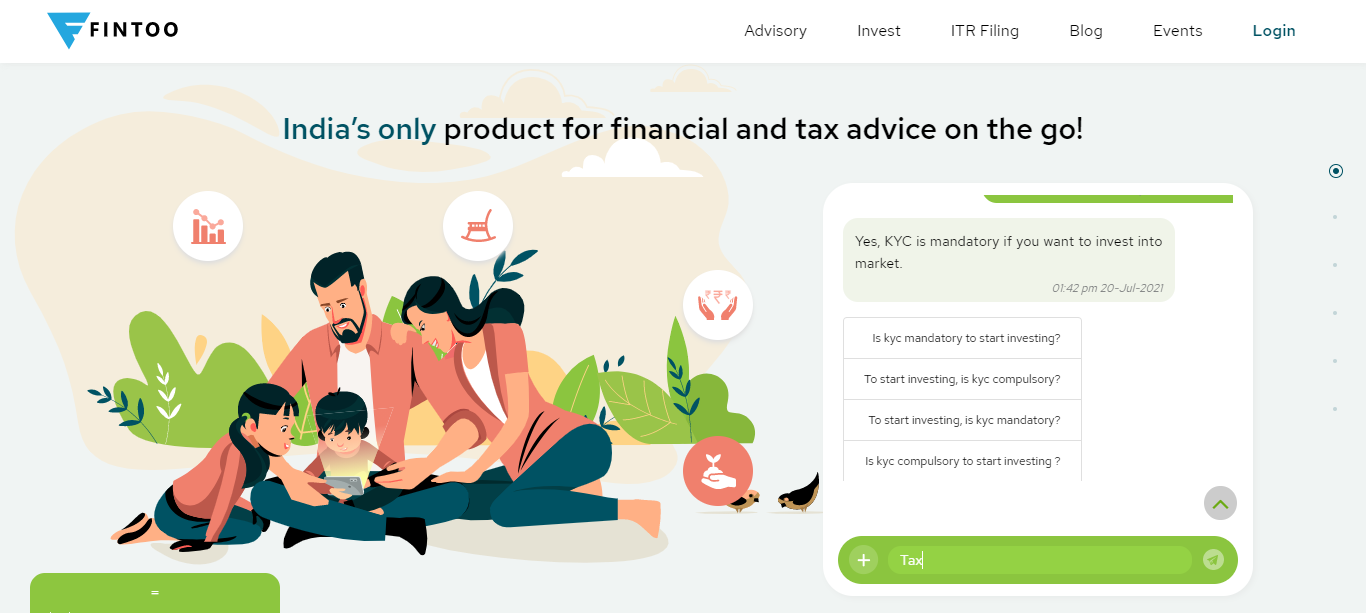 FINTOO
Advisory
Invest
ITR Filing
Blog
Events
Login
India's only product for financial and tax advice on the go!
Yes, KYC is mandatory if you want to invest into
market.
01:42 pm 20-Jul-2021
Is kyc mandatory to start investing?
To start investing, is kyc compulsory?
To start investing, is kyc mandatory?
Is kyc compulsory to start investing ?
Tax